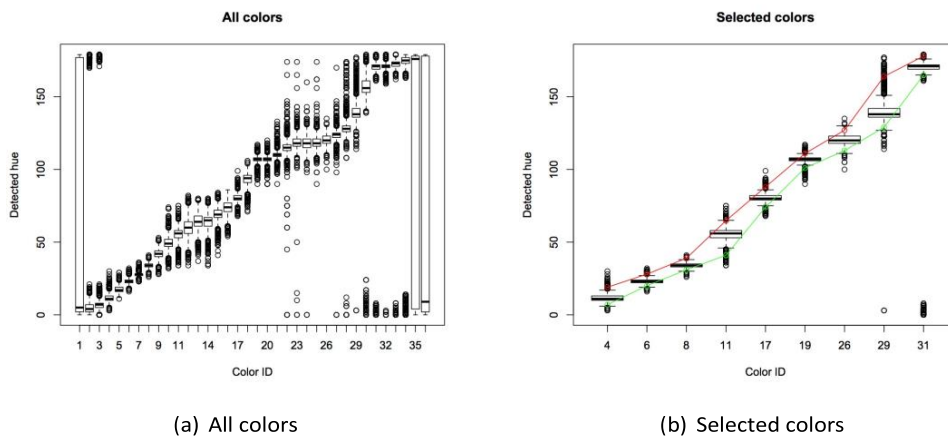 All colors
Detected hue
150
100
50
0
1 3 5 7 9 11 14 17 20 23 26 29 32 35
Color ID
(a) All colors
Selected colors
Detected hue
150
100
50
0
4 6 8 11 17 19 26 29 31
Color ID
(b) Selected colors